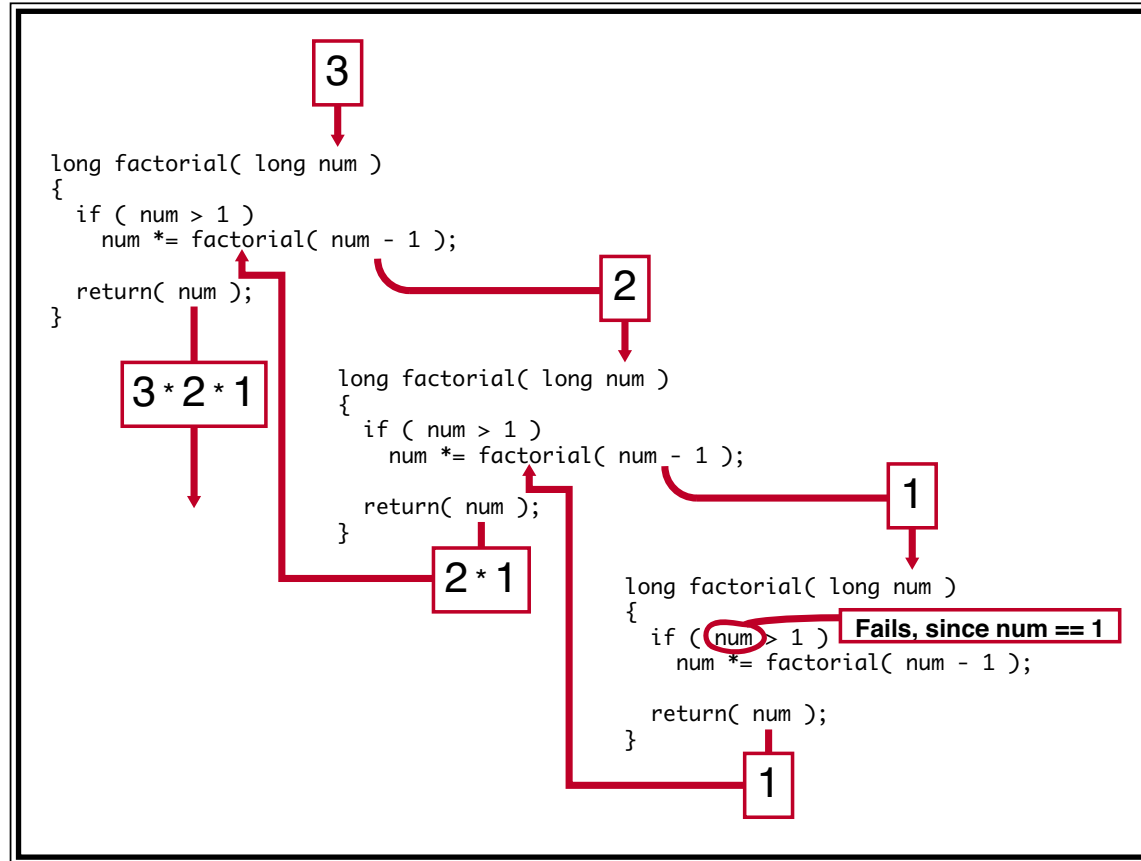 3
long factorial( long num )
{
if ( num > 1 )
num *= factorial( num - 1 );
return( num );
}
3 * 2 * 1
2
long factorial( long num )
{
if ( num > 1 )
num *= factorial( num - 1 );
return( num );
}
2 * 1
1
long factorial( long num )
{
if ( num > 1 )
Fails, since num == 1
num *= factorial( num - 1 );
return( num );
}
1